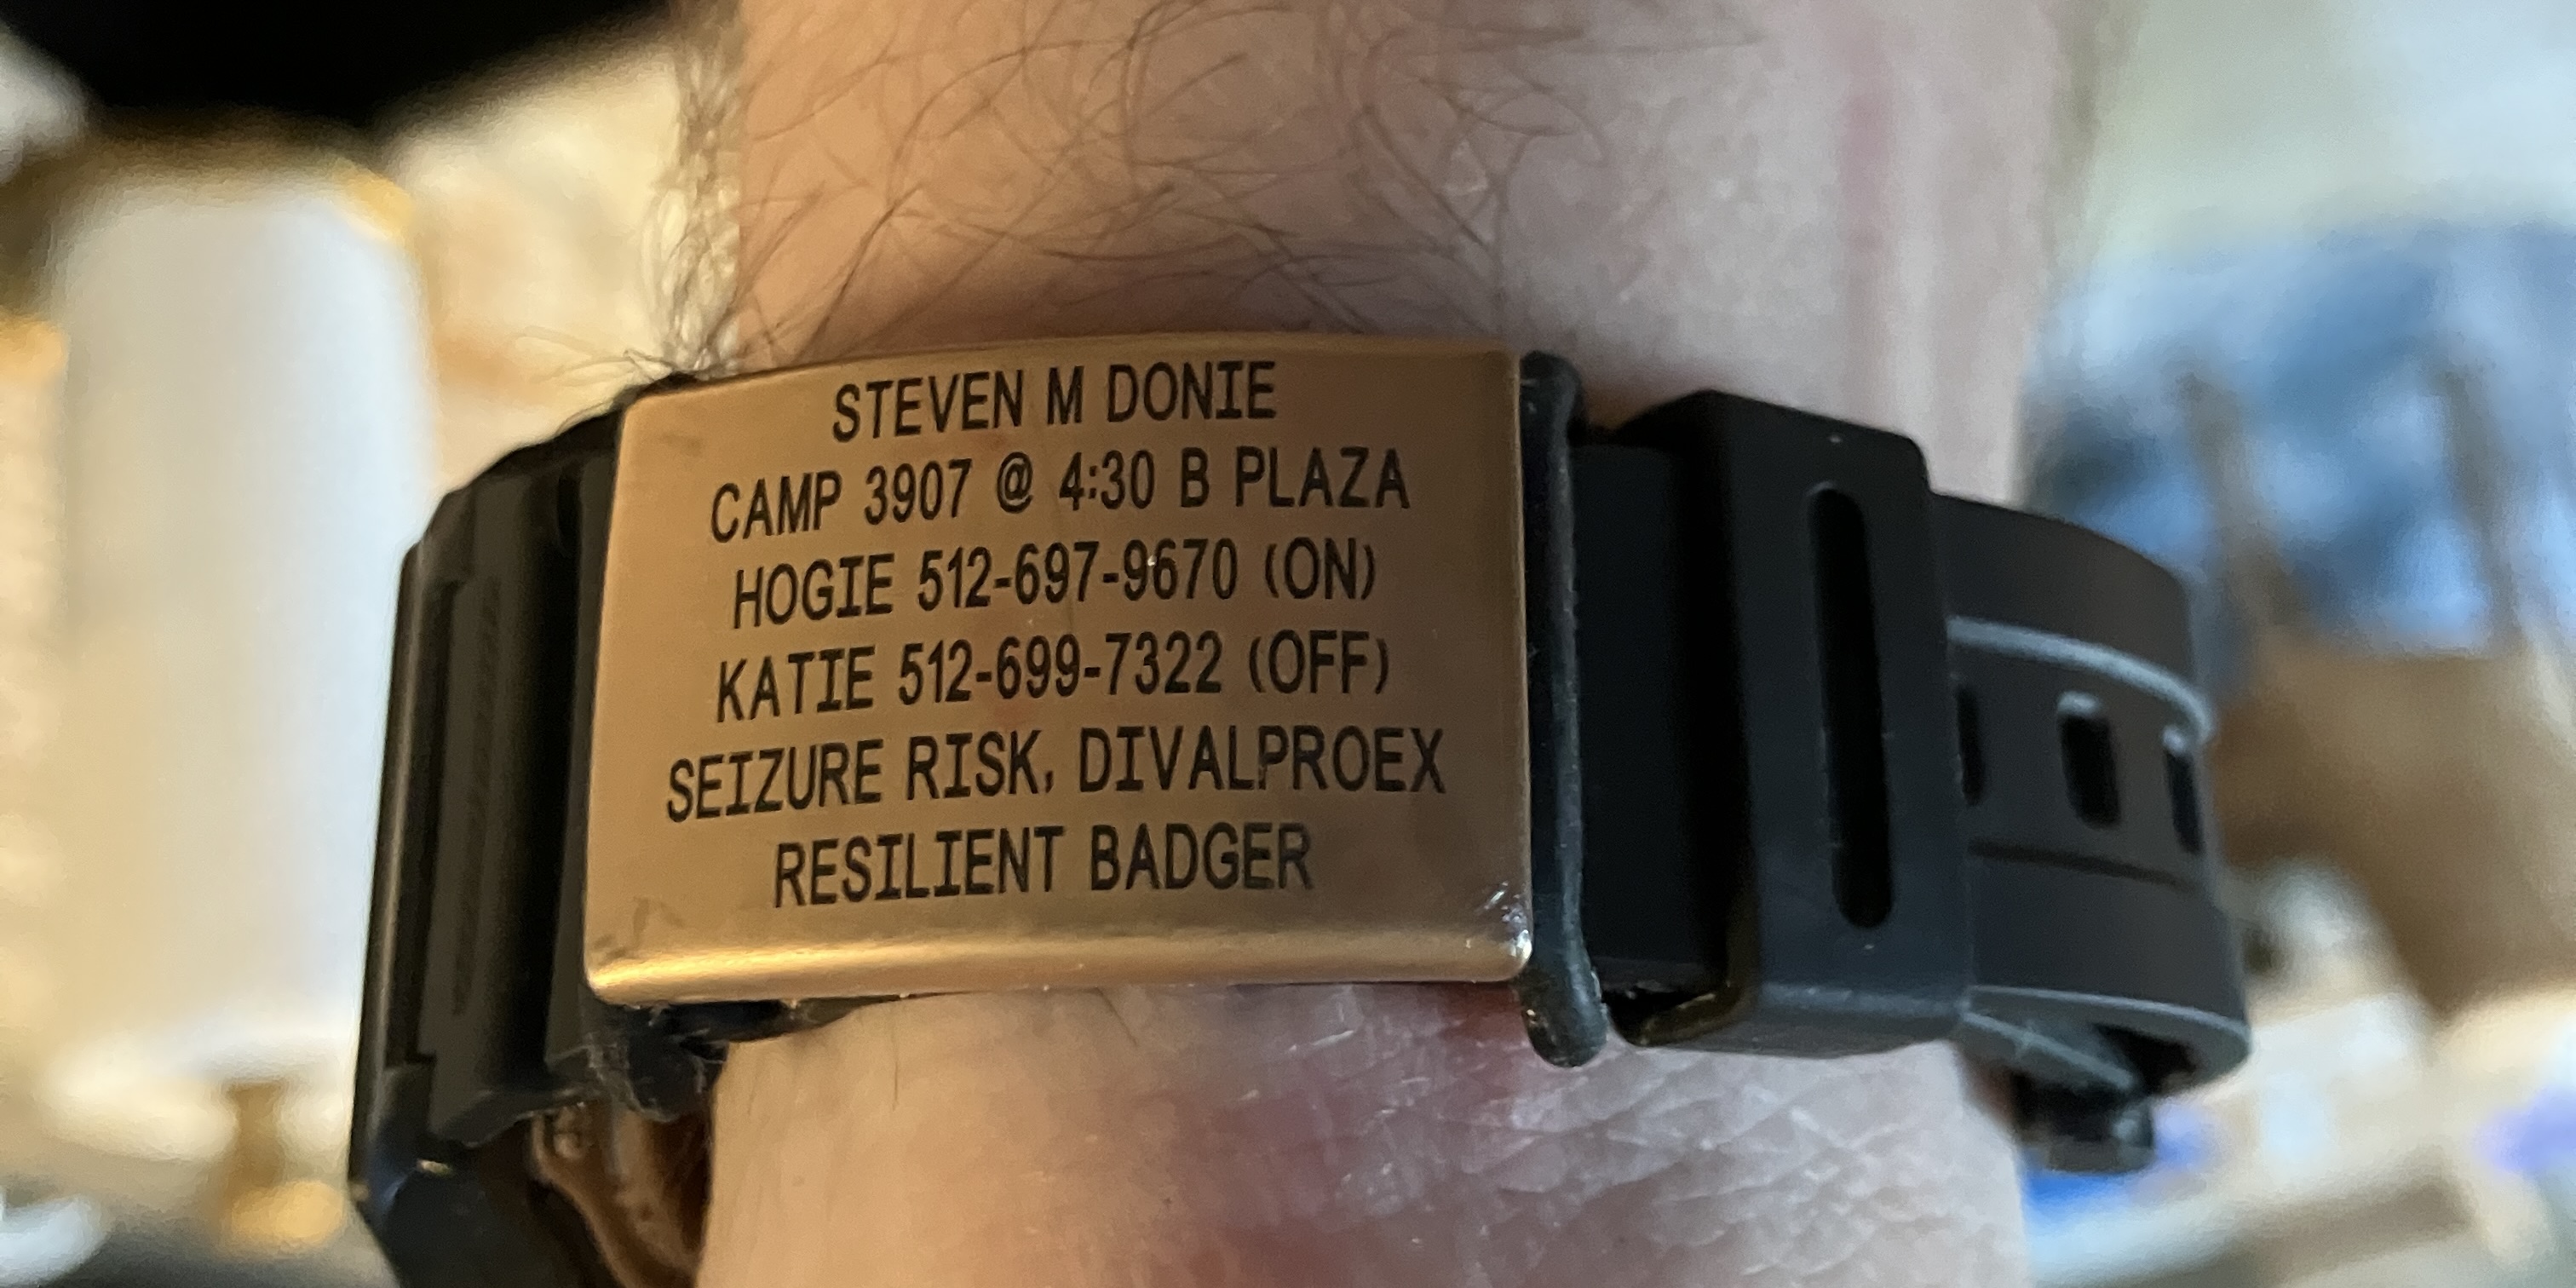 STEVEN M DONIE
CAMP 3907 @ 4:30 B PLAZA
HOGIE 512-697-9670 (ON)
KATIE 512-699-7322 (OFF)
SEIZURE RISK, DIVALPROEX
RESILIENT BADGER